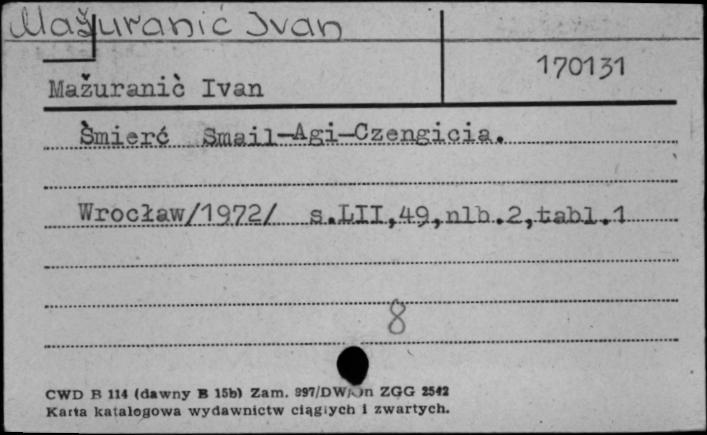 Mažuranić Ivan
170131
Mažuranić Ivan
Śmierć Smail-Agi-Czengicia.
Wrocław/1972/ s.LII,49,nlb.2,tabl.1
8
CWD B 114 (dawny B 15b) Zam. 997/DW/ ZGG 2542
Karta katalogowa wydawnictw ciągłych i zwartych.